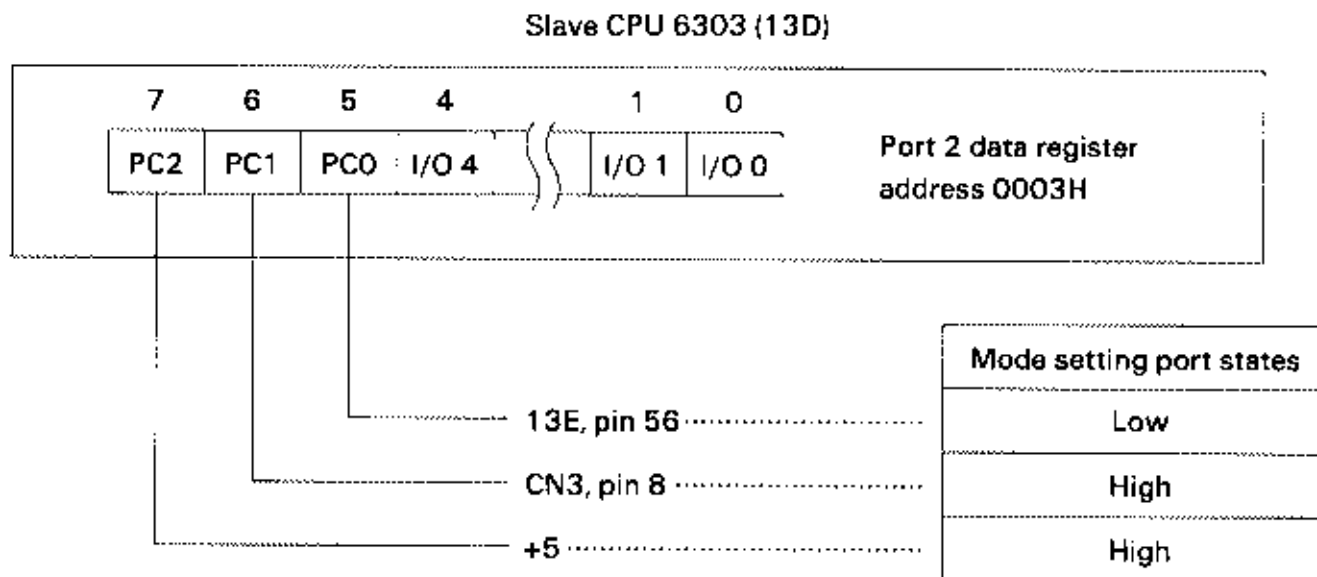 Slave CPU 6303 (13D)
7 6 5 4 1 0
PC2 PC1 PC0 I/O 4 I/O 1 I/O 0
Port 2 data register
address 0003H
Mode setting port states
13E, pin 56 Low
CN3, pin 8 High
+5 High